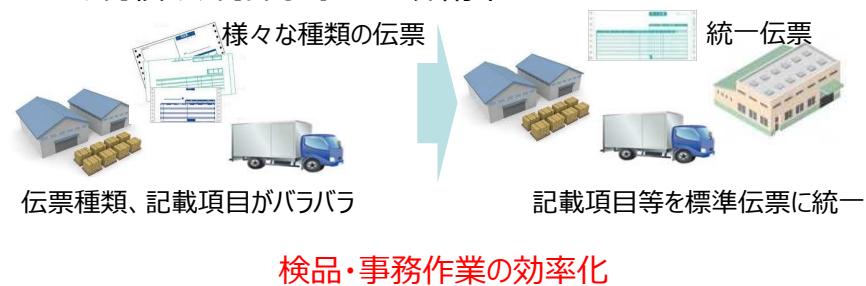 様々な種類の伝票
統一伝票
伝票種類、記載項目がバラバラ
記載項目等を標準伝票に統一
検品・事務作業の効率化